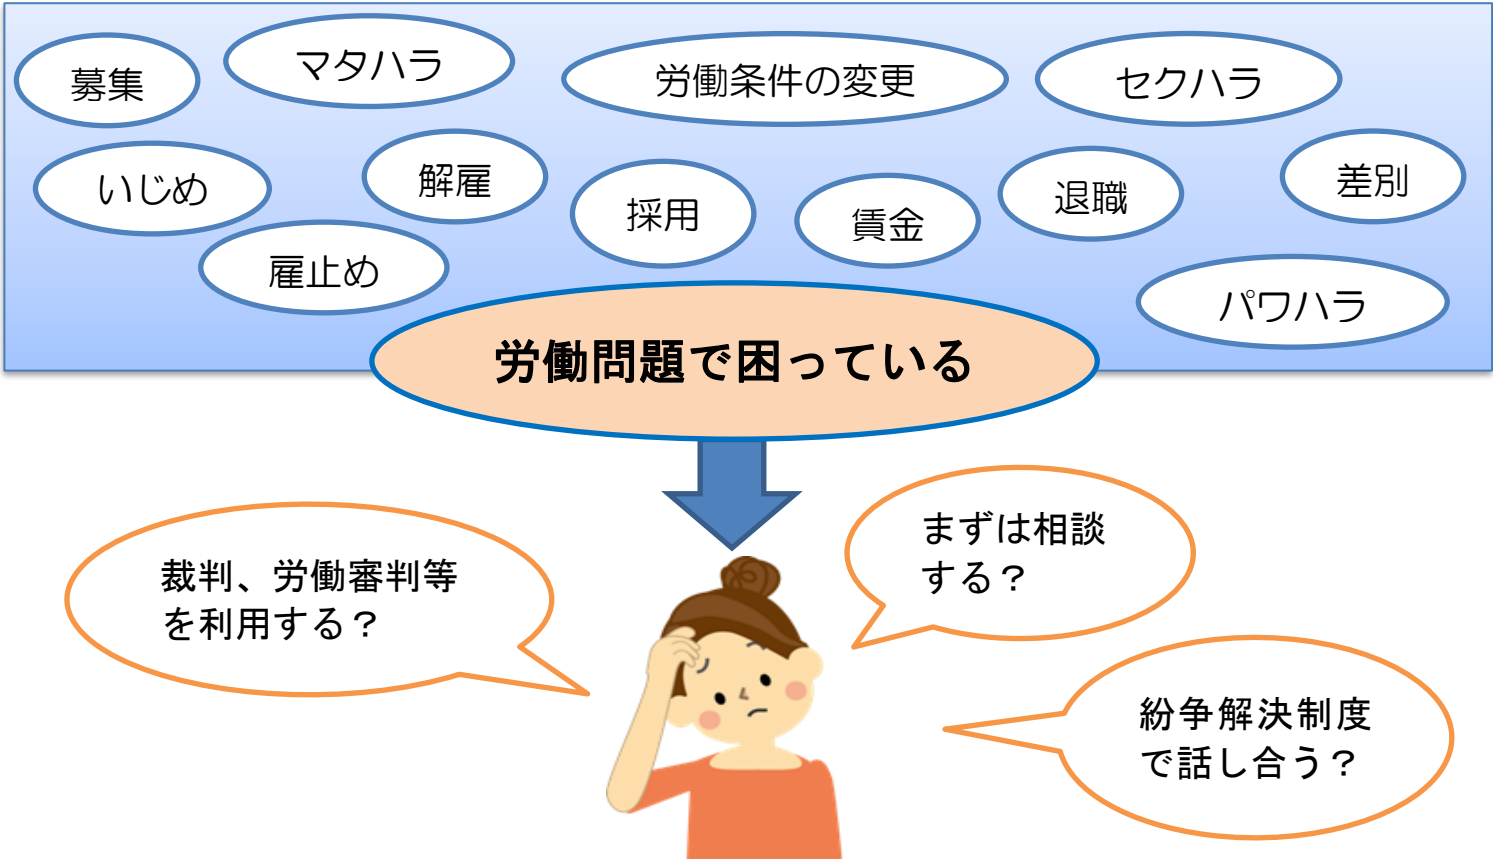 募集
マタハラ
労働条件の変更
セクハラ
いじめ
解雇
採用
賃金
退職
差別
雇止め
パワハラ
労働問題で困っている
裁判、労働審判等
を利用する？
まずは相談
する？
紛争解決制度
で話し合う？